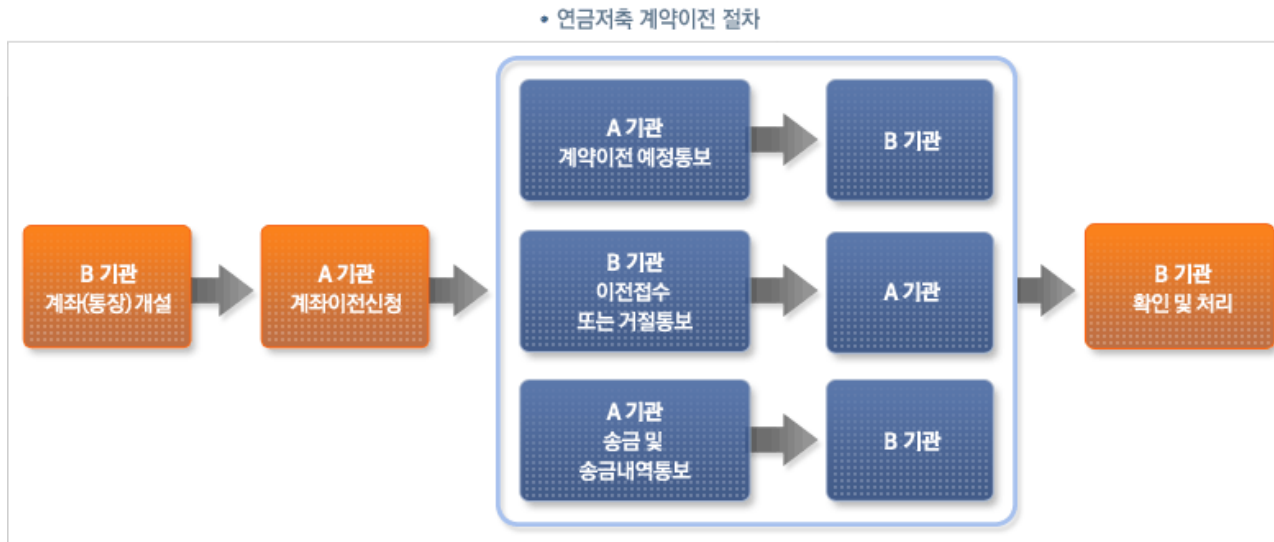 • 연금저축 계약이전 절차
B 기관
계좌(통장) 개설
A 기관
계좌이전신청
A 기관
계약이전 예정통보
B 기관
B 기관
이전접수
또는 거절통보
A 기관
A 기관
송금 및
송금내역통보
B 기관
B 기관
확인 및 처리